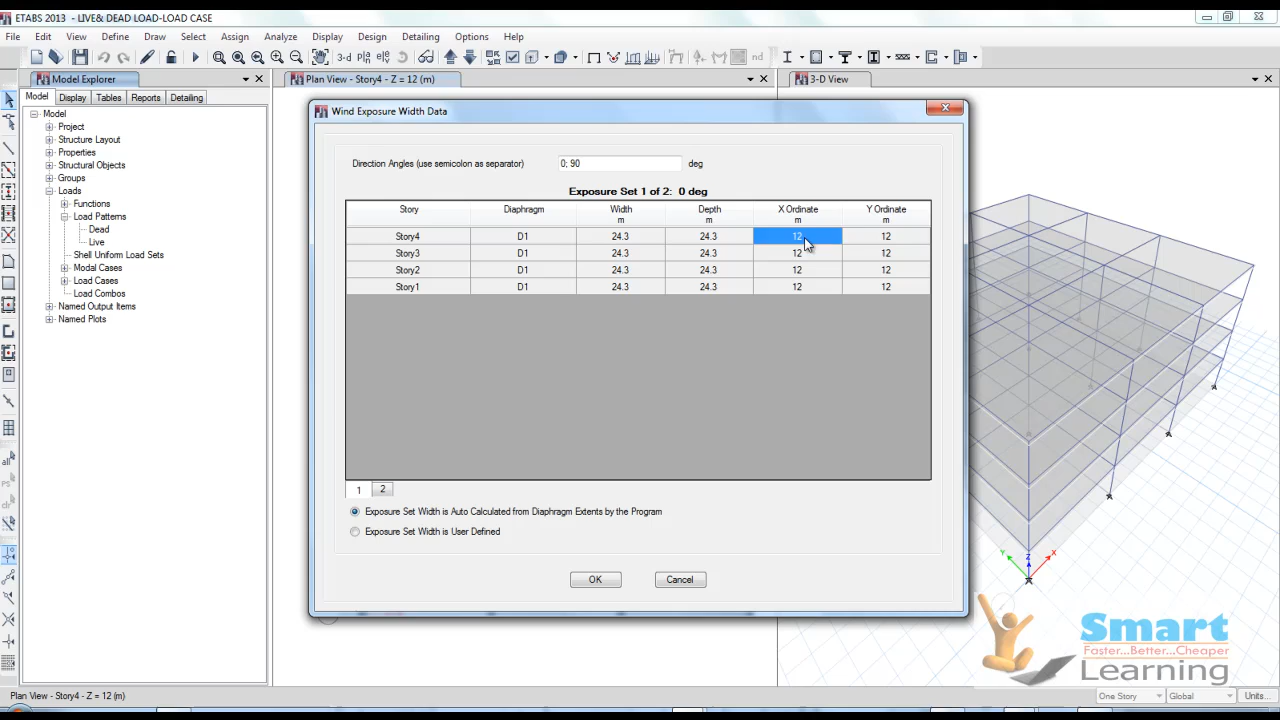 ETABS 2013 - LIVE& DEAD LOAD-LOAD CASE
File Edit View Define Draw Select Assign Analyze Display Design Detailing Options Help
3-d nd
Model Explorer
Plan View - Story4 - Z = 12 (m)
3-D View
Model Display Tables Reports Detailing
Model
Project
Structure Layout
Properties
Structural Objects
Groups
Loads
Functions
Load Patterns
Dead
Live
Shell Uniform Load Sets
Modal Cases
Load Cases
Load Combos
Named Output Items
Named Plots
all
ps
clr
Wind Exposure Width Data
Direction Angles (use semicolon as separator) 0; 90 deg
Exposure Set 1 of 2: 0 deg
Story Diaphragm Width Depth X Ordinate Y Ordinate
m m m m
Story4 D1 24.3 24.3 12 12
Story3 D1 24.3 24.3 12 12
Story2 D1 24.3 24.3 12 12
Story1 D1 24.3 24.3 12 12
1 2
Exposure Set Width is Auto Calculated from Diaphragm Extents by the Program
Exposure Set Width is User Defined
OK Cancel
Y Z X
Smart
Faster...Better...Cheaper
Learning
Plan View - Story4 - Z = 12 (m)
One Story Global Units...